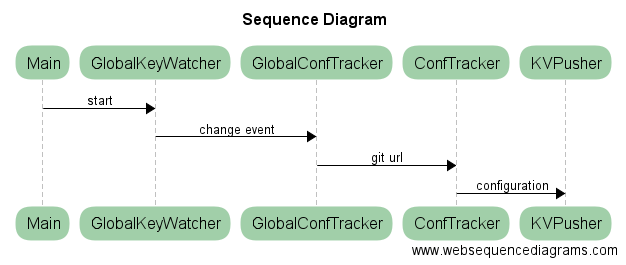 Sequence Diagram
Main GlobalKeyWatcher GlobalConfTracker ConfTracker KVPusher
start
change event
git url
configuration
Main GlobalKeyWatcher GlobalConfTracker ConfTracker KVPusher
www.websequencediagrams.com